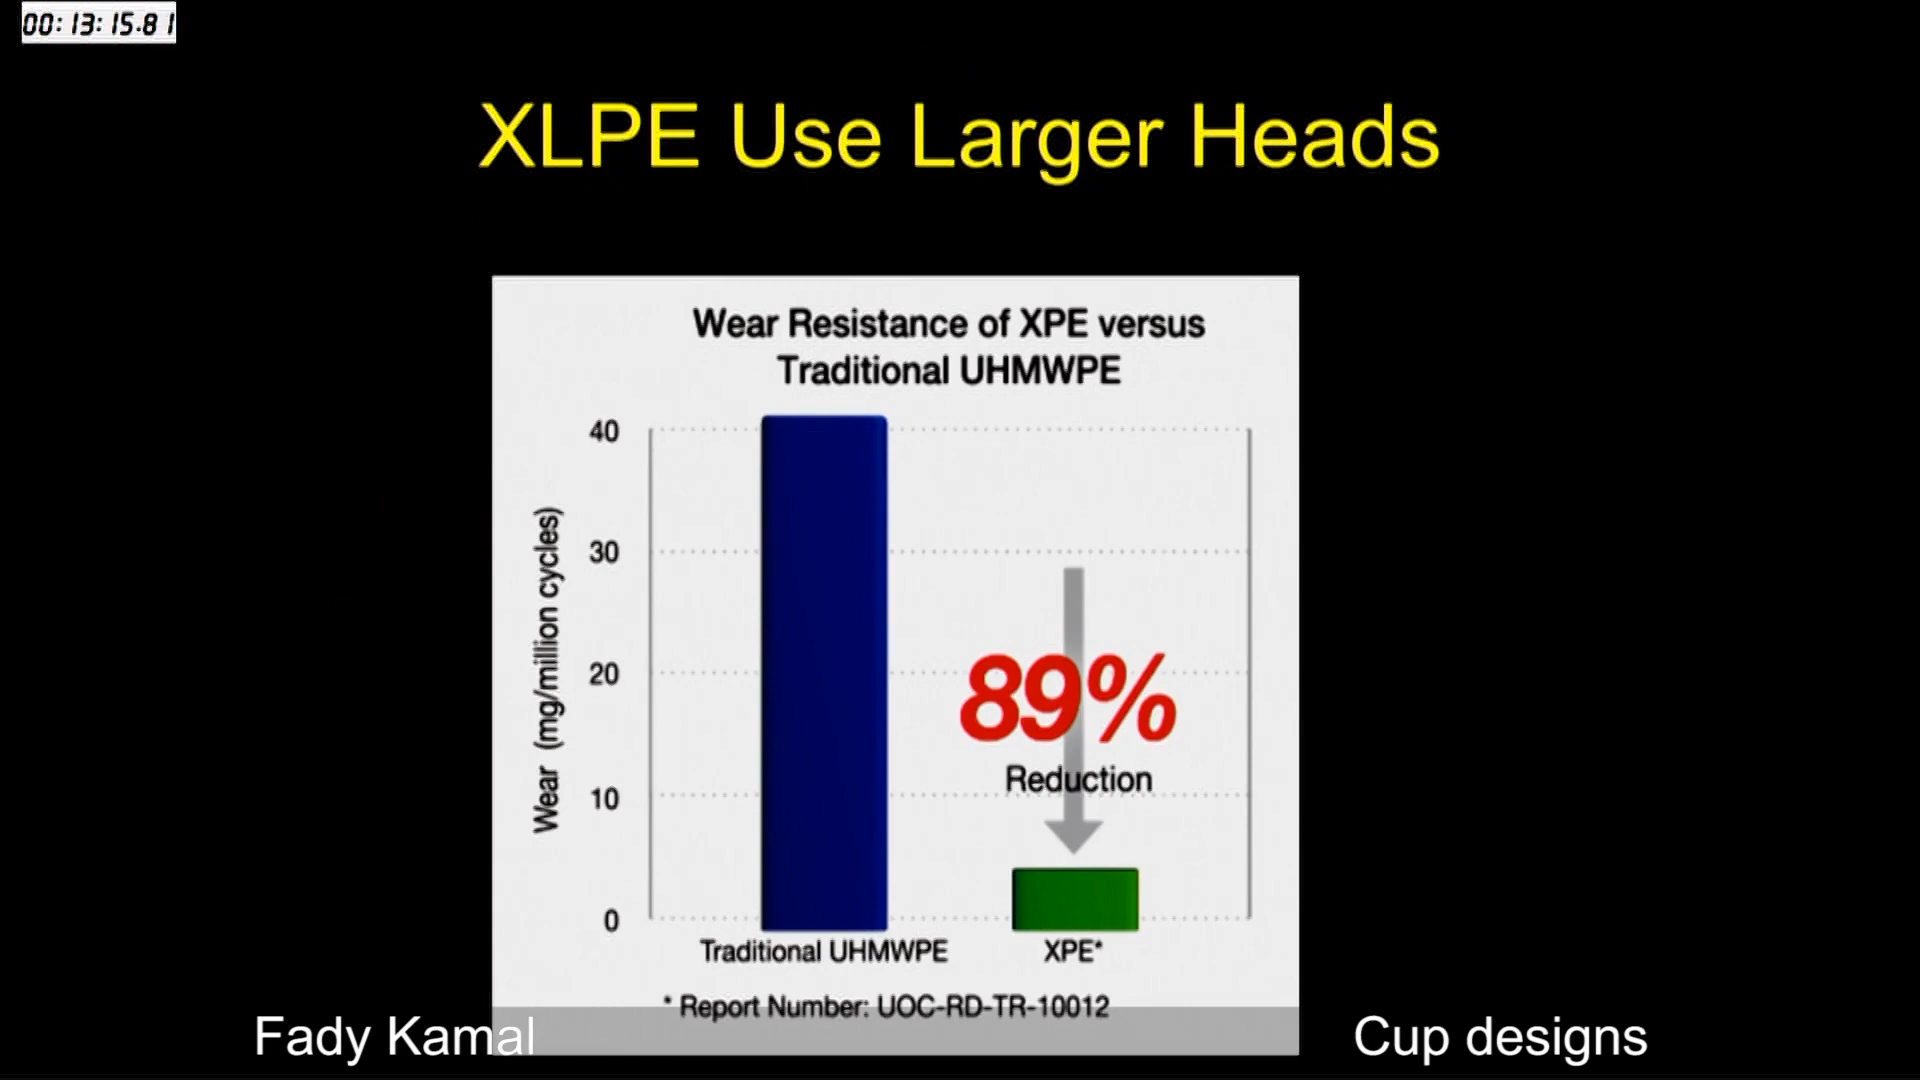 00:13:15.81
XLPE Use Larger Heads
Wear Resistance of XPE versus
Traditional UHMWPE
Wear (mg/million cycles)
40
30
20
10
0
89%
Reduction
Traditional UHMWPE
XPE*
* Report Number: UOC-RD-TR-10012
Fady Kamal
Cup designs